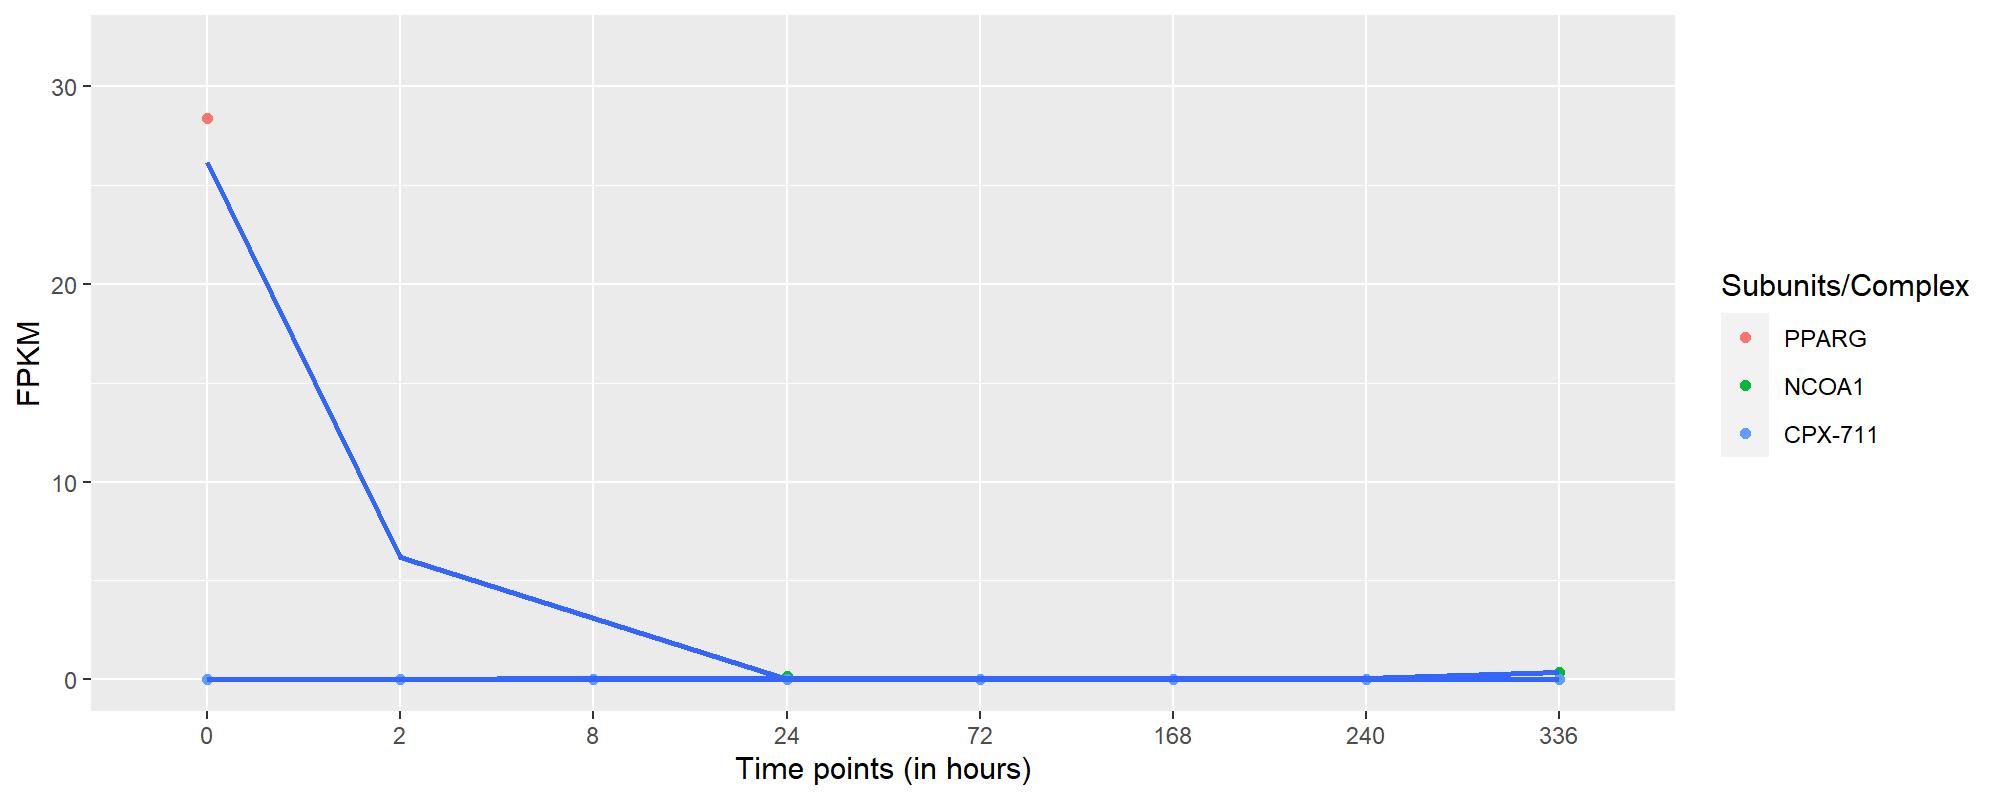 30
20
10
0
FPKM
0 2 8 24 72 168 240 336
Time points (in hours)
Subunits/Complex
PPARG
NCOA1
CPX-711